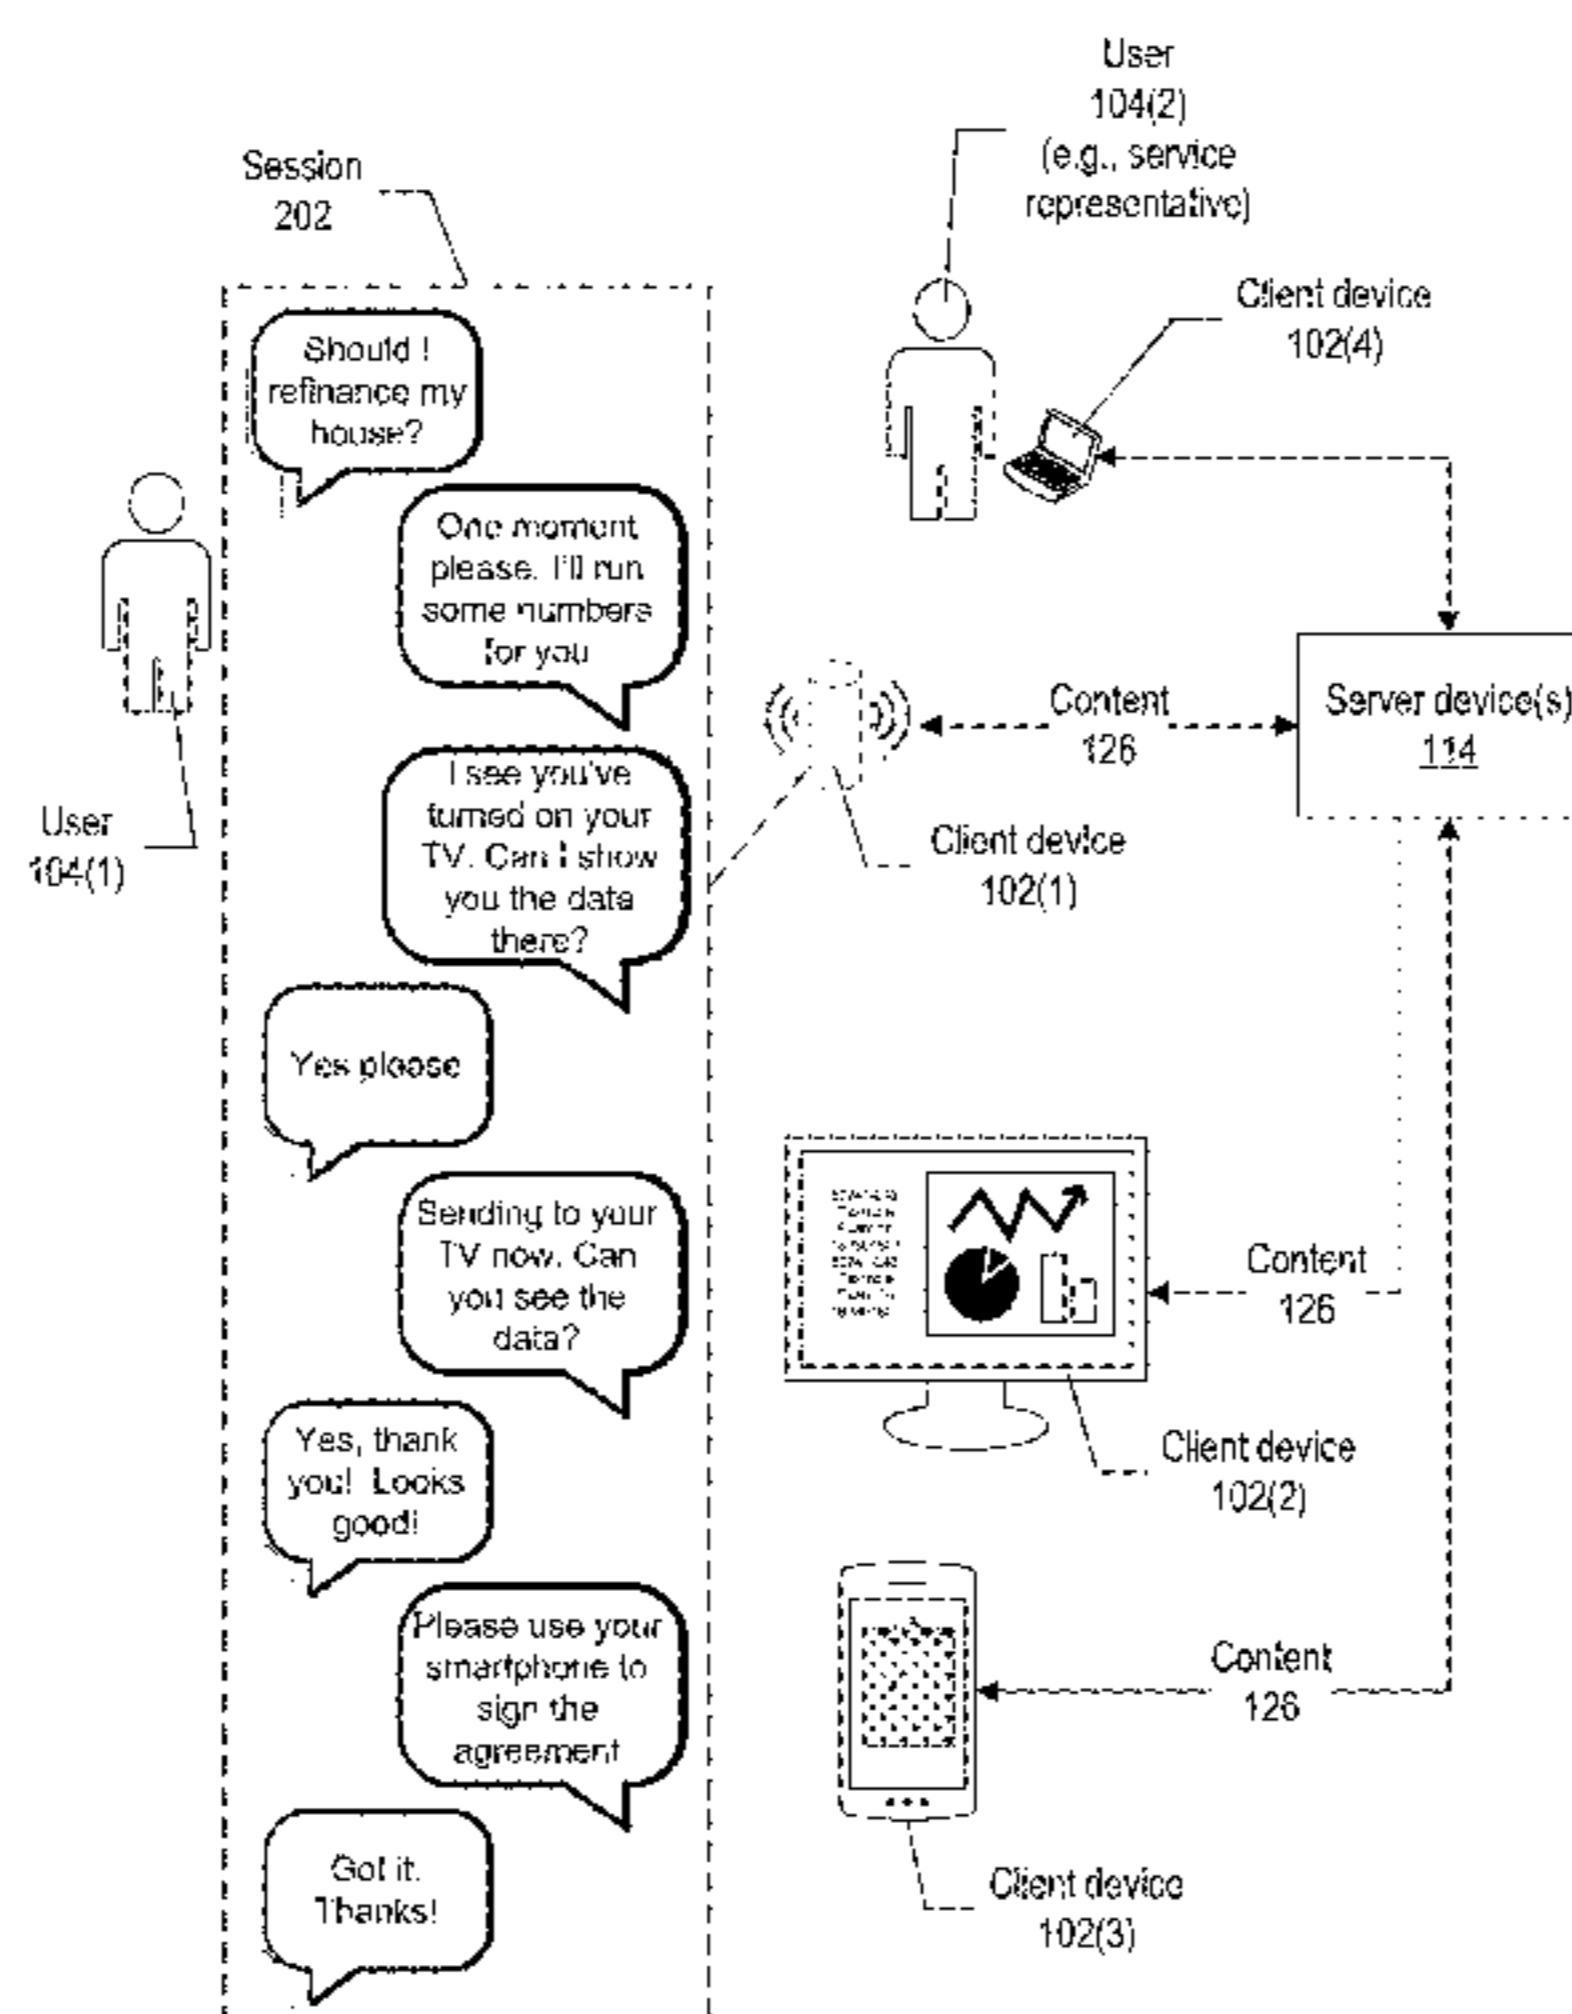 User
104(2)
(e.g., service
representative)
Session
202
Client device
102(4)
Should I
refinance my
house?
One moment
please. I'll run
some numbers
for you
Server device(s)
114
Content
126
I see you've
turned on your
TV. Can I show
you the data
there?
User
104(1)
Client device
102(1)
Yes please
Sending to your
TV now. Can
you see the
data?
Content
126
Yes, thank
you! Looks
good!
Client device
102(2)
Please use your
smartphone to
sign the
agreement
Content
126
Got it.
Thanks!
Client device
102(3)